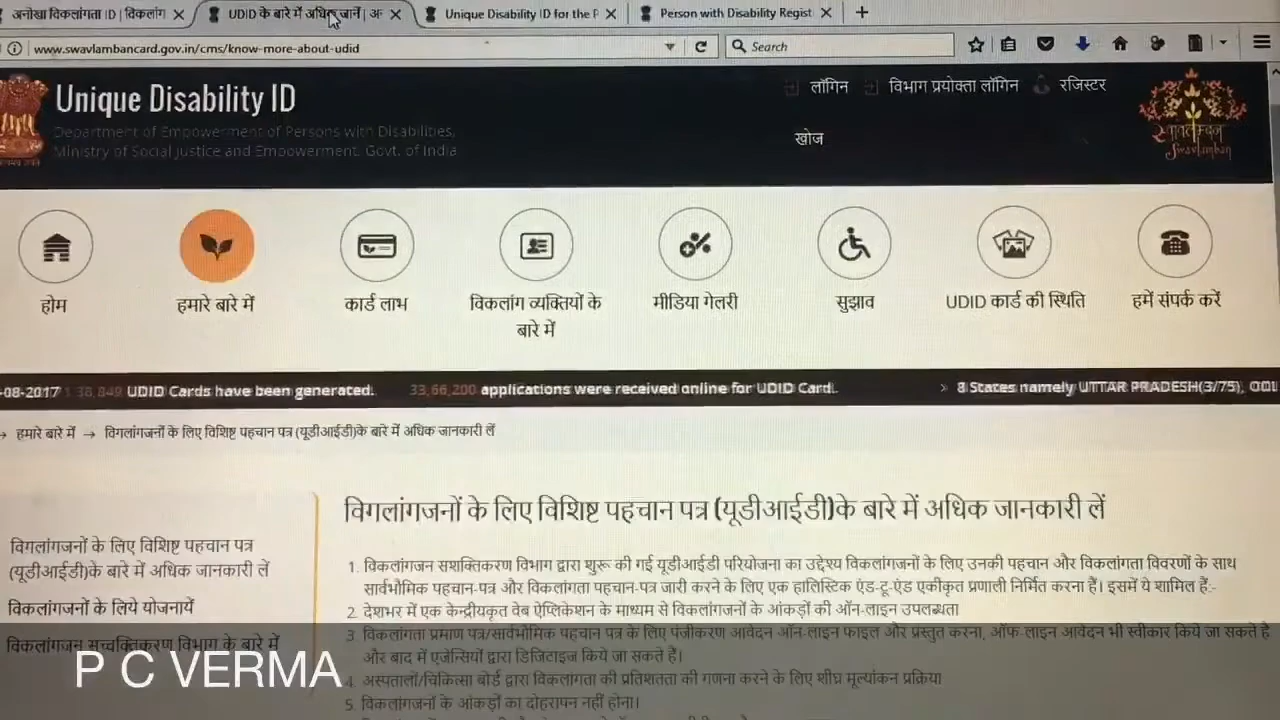 अनोखा विकलांगता ID | विकलांग
UDID के बारे में अधिक जानें | अ
Unique Disability ID for the P
Person with Disability Regist
www.swavlambancard.gov.in/cms/know-more-about-udid
Search
Unique Disability ID
Department of Empowerment of Persons with Disabilities,
Ministry of Social Justice and Empowerment, Govt. of India
लॉगिन विभाग प्रयोक्ता लॉगिन रजिस्टर
खोज
स्वावलम्बन
Swavlamban
होम
हमारे बारे में
कार्ड लाभ
विकलांग व्यक्तियों के
बारे में
मीडिया गेलरी
सुझाव
UDID कार्ड की स्थिति
हमें संपर्क करें
-08-2017 UDID Cards have been generated. 33,66,200 applications were received online for UDID Card. > 8 States namely UTTAR PRADESH(3/75),
→ हमारे बारे में → विगलांगजनों के लिए विशिष्ट पहचान पत्र (यूडीआईडी)के बारे में अधिक जानकारी लें
विगलांगजनों के लिए विशिष्ट पहचान पत्र
(यूडीआईडी)के बारे में अधिक जानकारी लें
विकलांगजनों के लिये योजनायें
विकलांगजन सशक्तिकरण विभाग के बारे में
विगलांगजनों के लिए विशिष्ट पहचान पत्र (यूडीआईडी)के बारे में अधिक जानकारी लें
1. विकलांगजन सशक्तिकरण विभाग द्वारा शुरू की गई यूडीआईडी परियोजना का उद्देश्य विकलांगजनों के लिए उनकी पहचान और विकलांगता विवरणों के साथ
सार्वभौमिक पहचान-पत्र और विकलांगता पहचान-पत्र जारी करने के लिए एक हालिस्टिक एंड-टू-एंड एकीकृत प्रणाली निर्मित करना हैं। इसमें ये शामिल हैं:-
2. देशभर में एक केन्द्रीयकृत वेब ऐप्लिकेशन के माध्यम से विकलांगजनों के आंकड़ों की ऑन-लाइन उपलब्धता
3. विकलांगता प्रमाण पत्र/सार्वभौमिक पहचान पत्र के लिए पंजीकरण आवेदन ऑन-लाइन फाइल और प्रस्तुत करना, ऑफ-लाइन आवेदन भी स्वीकार किये जा सकते है
और बाद में एजेन्सियों द्वारा डिजिटाइज किये जा सकते हैं।
4. अस्पतालों/चिकित्सा बोर्ड द्वारा विकलांगता की प्रतिशतता की गणना करने के लिए शीघ्र मूल्यांकन प्रक्रिया
5. विकलांगजनों के आंकड़ों का दोहरापन नहीं होना।
P C VERMA